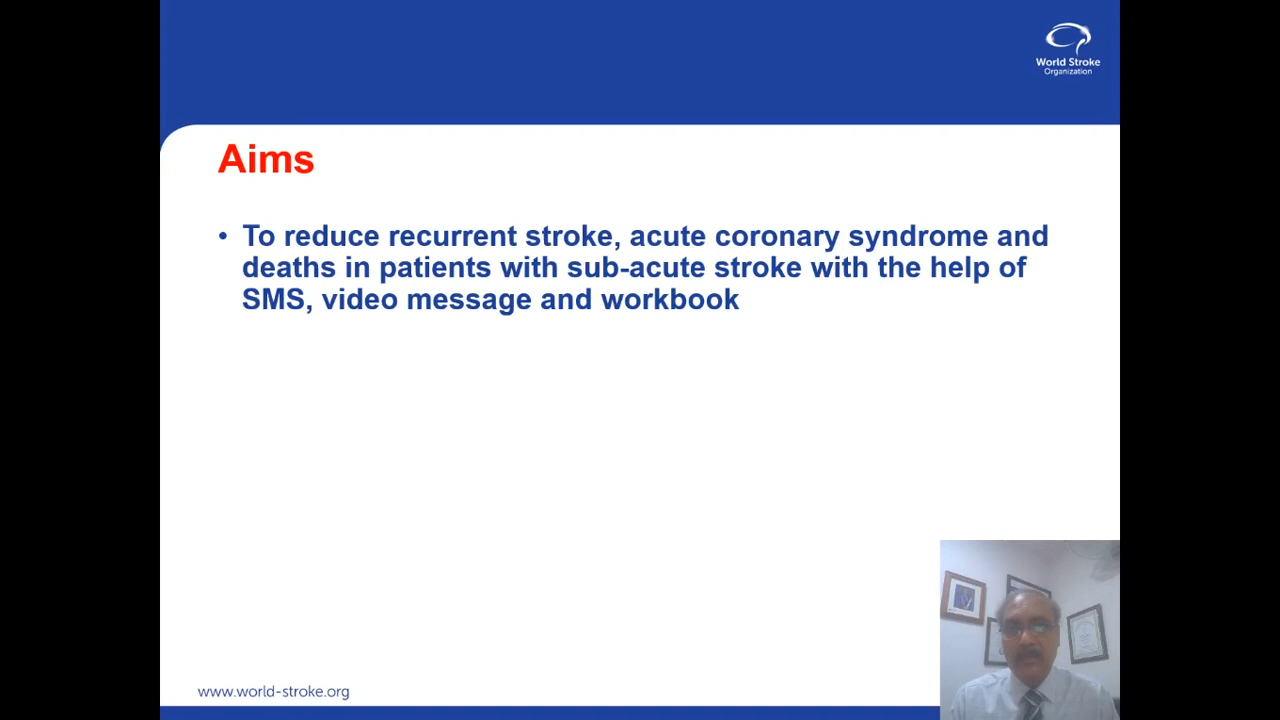 World Stroke
Organization
Aims
• To reduce recurrent stroke, acute coronary syndrome and
deaths in patients with sub-acute stroke with the help of
SMS, video message and workbook
www.world-stroke.org